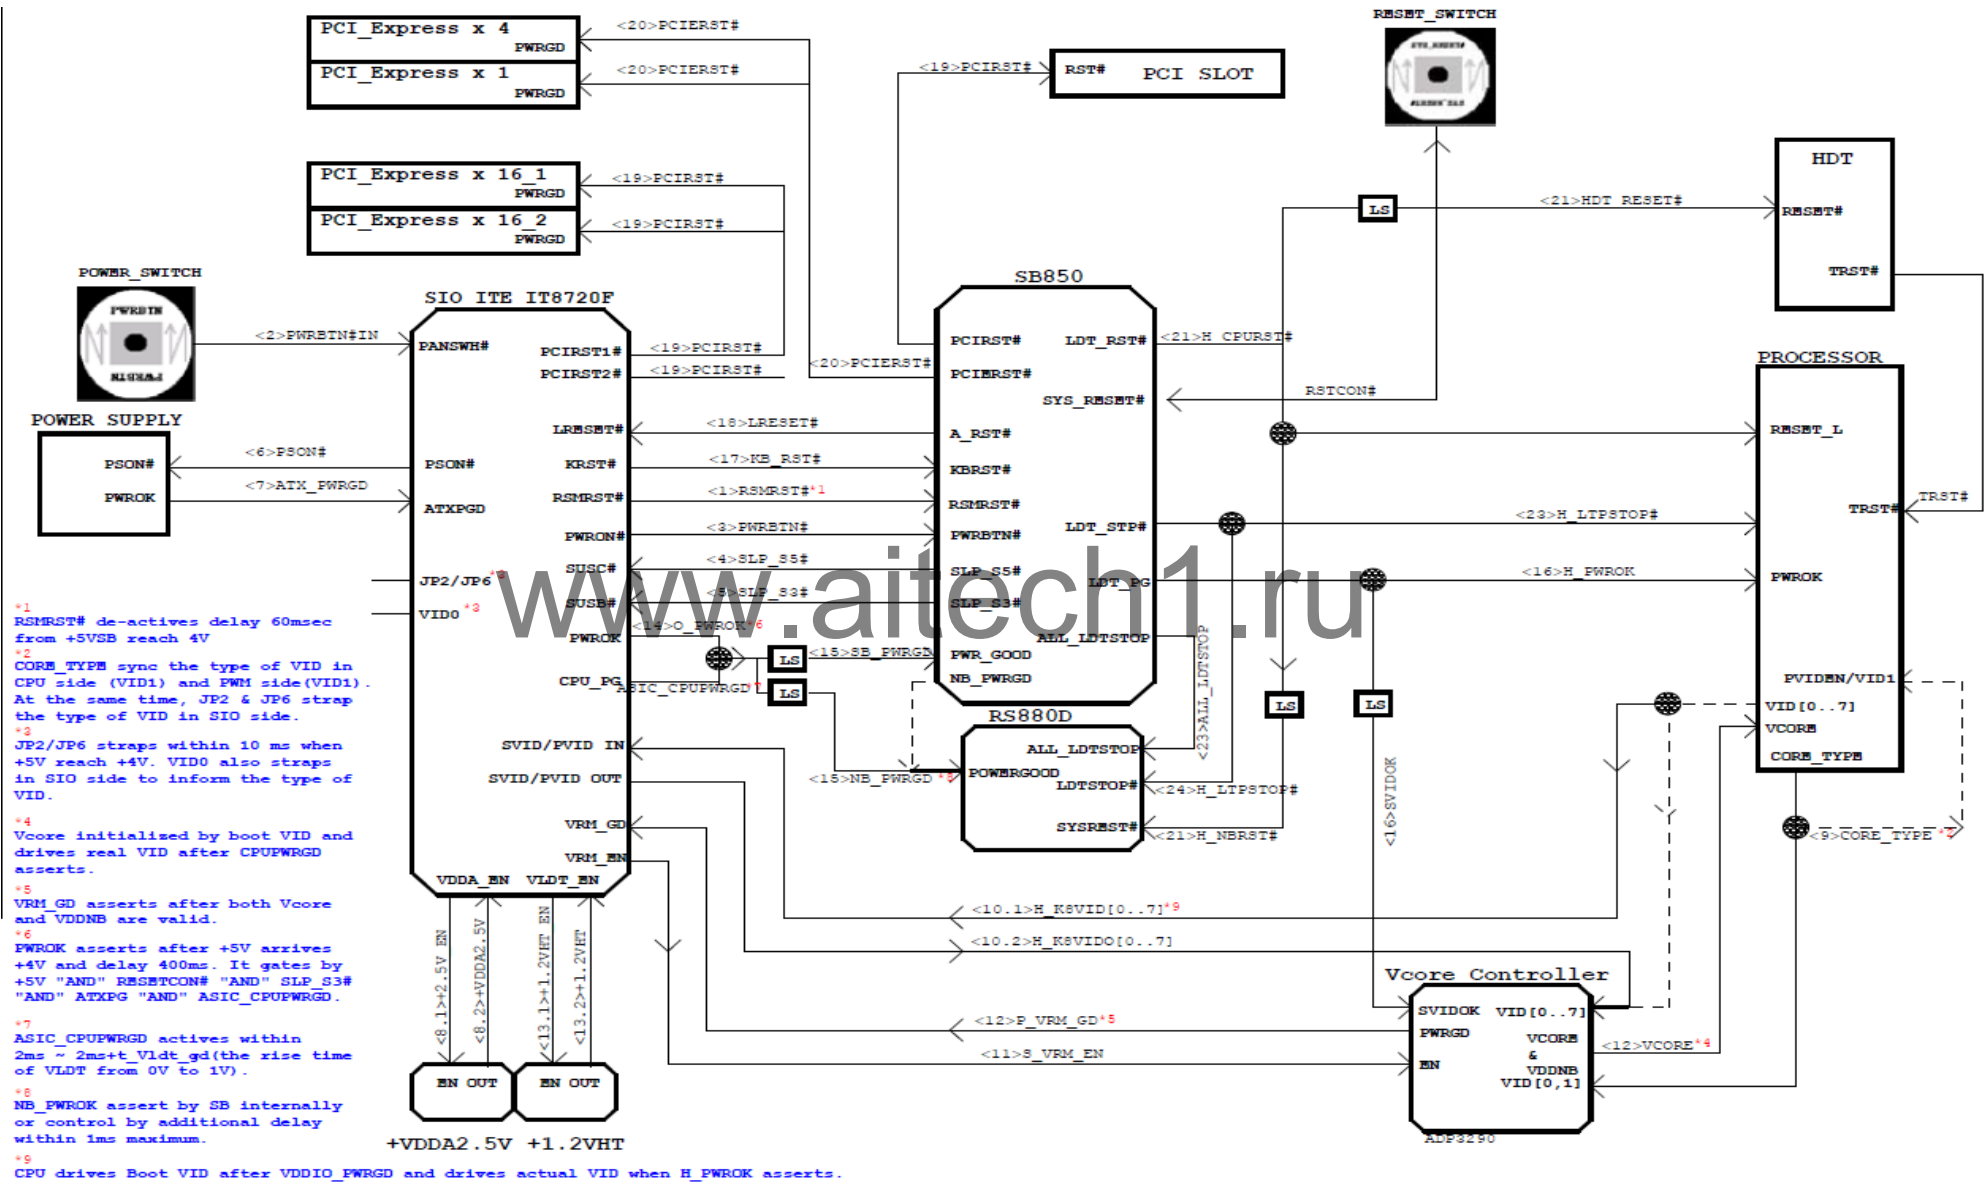 PCI_Express x 4
PWRGD
<20>PCIERST#
PCI_Express x 1
PWRGD
<20>PCIERST#
PCI_Express x 16_1
PWRGD
<19>PCIRST#
PCI_Express x 16_2
PWRGD
<19>PCIRST#
<19>PCIRST#
RST#
PCI SLOT
RESET_SWITCH
SYS_RESET#
SYS_RESET#
LS
<21>HDT RESET#
HDT
RESET#
TRST#
POWER_SWITCH
PWRBTN
PWRBTN
<2>PWRBTN#IN
POWER SUPPLY
PSON#
PWROK
<6>PSON#
<7>ATX_PWRGD
SIO ITE IT8720F
PANSWH#
PSON#
ATXPGD
JP2/JP6*3
VID0*3
PCIRST1#
PCIRST2#
LRESET#
KRST#
RSMRST#
PWRON#
SUSC#
SUSB#
PWROK
CPU_PG
SVID/PVID IN
SVID/PVID OUT
VRM_GD
VRM_EN
VDDA_EN
VLDT_EN
<19>PCIRST#
<19>PCIRST#
<20>PCIERST#
<18>LRESET#
<17>KB_RST#
<1>RSMRST#*1
<3>PWRBTN#
<4>SLP_S5#
<5>SLP_S3#
<14>O_PWROK*6
ASIC_CPUPWRGD*7
LS
LS
<15>SB_PWRGD
<15>NB_PWRGD *8
SB850
PCIRST#
PCIERST#
A_RST#
KBRST#
RSMRST#
PWRBTN#
SLP_S5#
SLP_S3#
PWR_GOOD
NB_PWRGD
LDT_RST#
SYS_RESET#
LDT_STP#
LDT_PG
ALL_LDTSTOP
<21>H_CPURST#
RSTCON#
<23>H_LTPSTOP#
<16>H_PWROK
<23>ALL_LDTSTOP
LS
LS
RS880D
ALL_LDTSTOP
POWERGOOD
LDTSTOP#
SYSREST#
<24>H_LTPSTOP#
<21>H_NBRST#
<16>SVIDOK
PROCESSOR
RESET_L
TRST#
TRST#
PWROK
PVIDEN/VID1
VID[0..7]
VCORE
CORE_TYPE
<9>CORE_TYPE *2
<10.1>H_K8VID[0..7]*9
<10.2>H_K8VIDO[0..7]
<12>P_VRM_GD*5
<11>S_VRM_EN
Vcore Controller
SVIDOK
PWRGD
EN
VID[0..7]
VCORE
&
VDDNB
VID[0,1]
<12>VCORE*4
ADP3290
<8.1>+2.5V EN
<8.2>+VDDA2.5V
<13.1>+1.2VHT EN
<13.2>+1.2VHT
EN OUT
EN OUT
+VDDA2.5V
+1.2VHT
www.aitech1.ru
*1
RSMRST# de-actives delay 60msec
from +5VSB reach 4V
*2
CORE_TYPE sync the type of VID in
CPU side (VID1) and PWM side(VID1).
At the same time, JP2 & JP6 strap
the type of VID in SIO side.
*3
JP2/JP6 straps within 10 ms when
+5V reach +4V. VID0 also straps
in SIO side to inform the type of
VID.
*4
Vcore initialized by boot VID and
drives real VID after CPUPWRGD
asserts.
*5
VRM_GD asserts after both Vcore
and VDDNB are valid.
*6
PWROK asserts after +5V arrives
+4V and delay 400ms. It gates by
+5V "AND" RESETCON# "AND" SLP_S3#
"AND" ATXPG "AND" ASIC_CPUPWRGD.
*7
ASIC_CPUPWRGD actives within
2ms ~ 2ms+t_Vldt_gd(the rise time
of VLDT from 0V to 1V).
*8
NB_PWROK assert by SB internally
or control by additional delay
within 1ms maximum.
*9
CPU drives Boot VID after VDDIO_PWRGD and drives actual VID when H_PWROK asserts.